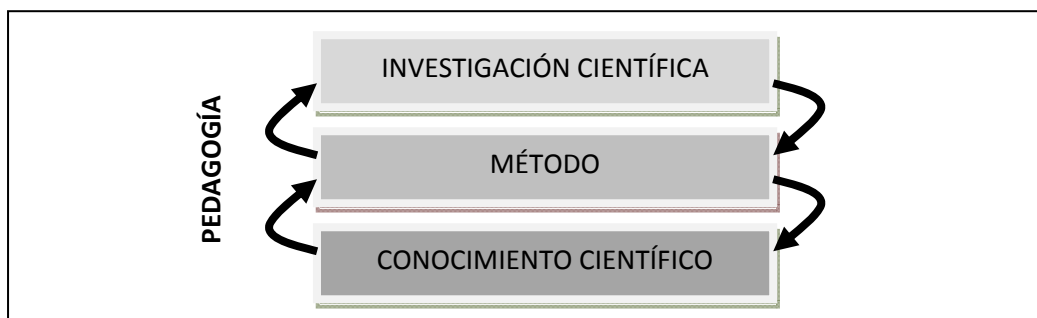 PEDAGOGÍA
INVESTIGACIÓN CIENTÍFICA
MÉTODO
CONOCIMIENTO CIENTÍFICO